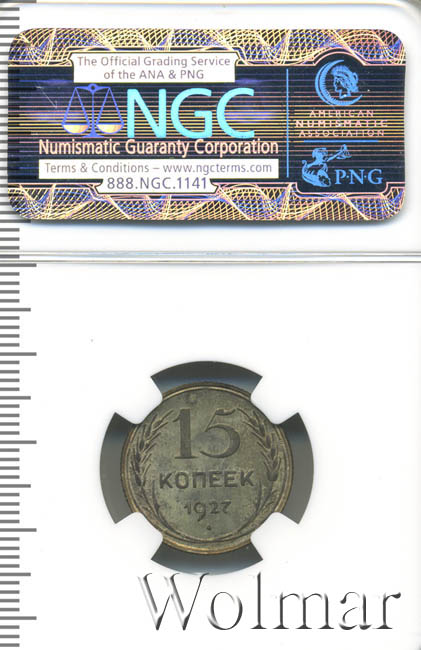 The Official Grading Service
of the ANA & PNG
NGC
Numismatic Guaranty Corporation
Terms & Conditions – www.ngcterms.com
888.NGC.1141
AMERICAN
NUMISMATIC
ASSOCIATION
P·N·G
15
КОПЕЕК
1927
Wolmar